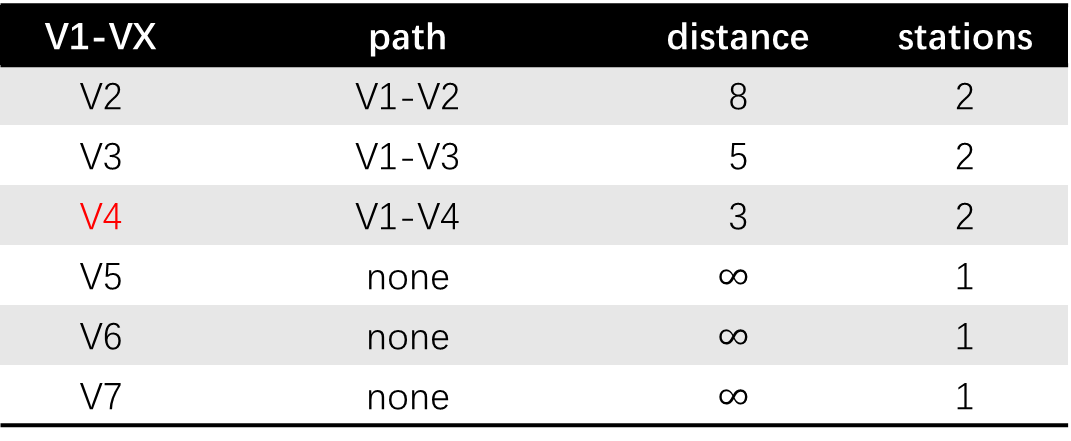 V1-VX path distance stations
V2 V1-V2 8 2
V3 V1-V3 5 2
V4 V1-V4 3 2
V5 none ∞ 1
V6 none ∞ 1
V7 none ∞ 1